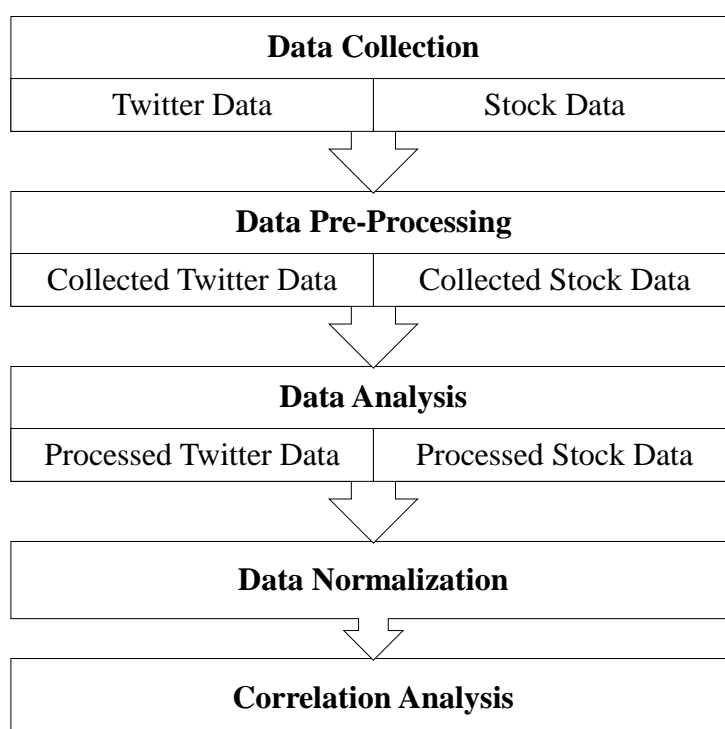 Data Collection
Twitter Data Stock Data
Data Pre-Processing
Collected Twitter Data Collected Stock Data
Data Analysis
Processed Twitter Data Processed Stock Data
Data Normalization
Correlation Analysis